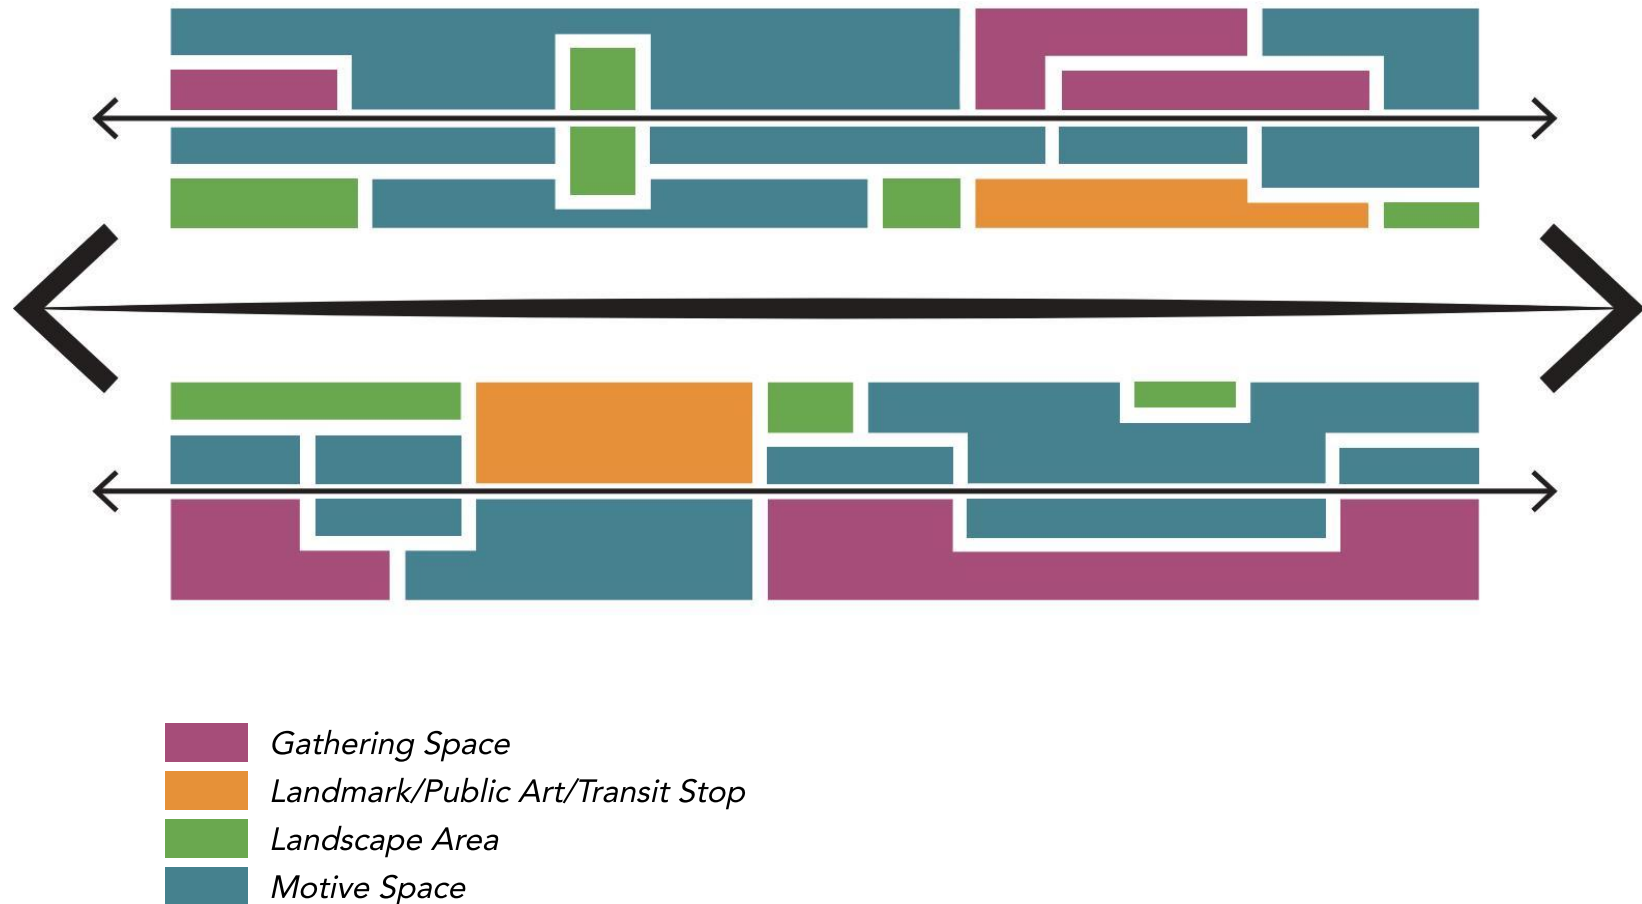 Gathering Space
Landmark/Public Art/Transit Stop
Landscape Area
Motive Space